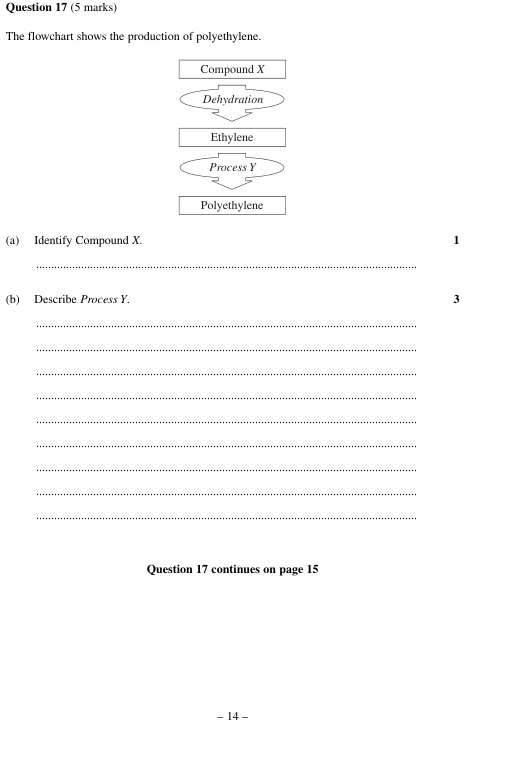 Question 17 (5 marks)
The flowchart shows the production of polyethylene.
Compound X
Dehydration
Ethylene
Process Y
Polyethylene
(a) Identify Compound X. 1
(b) Describe Process Y. 3
Question 17 continues on page 15
– 14 –